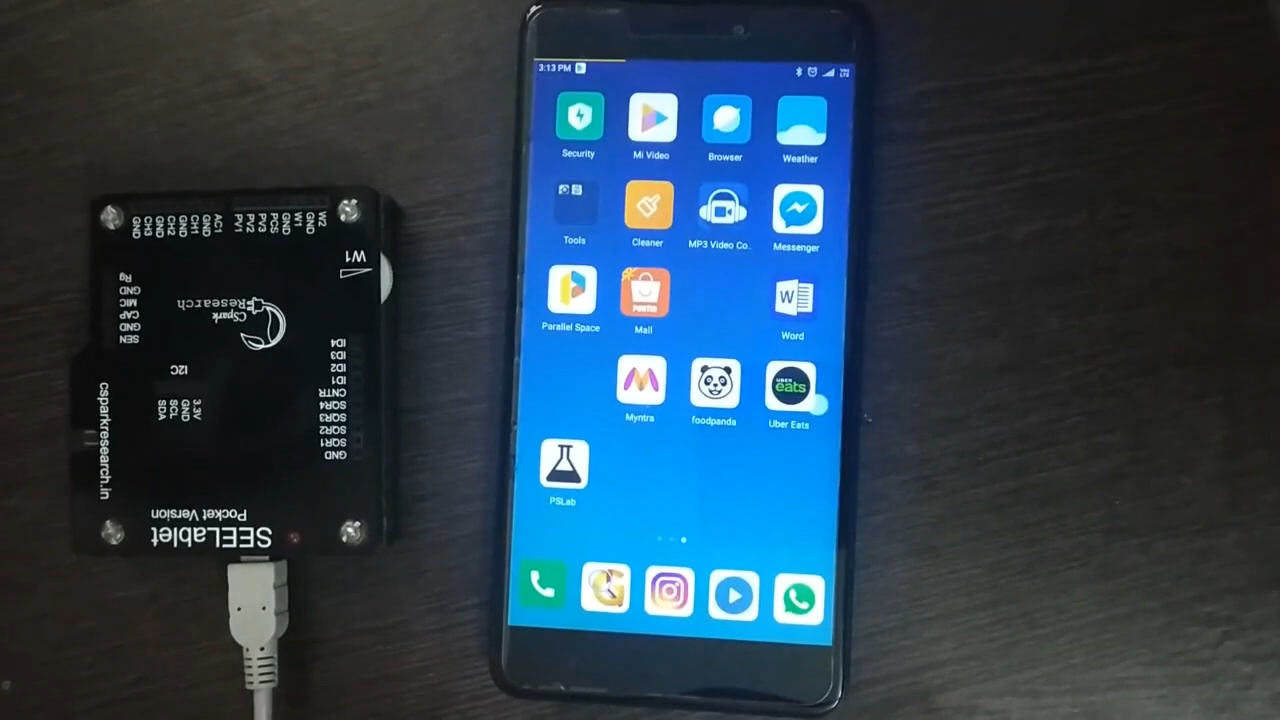 W2
GND
W1
GND
PCS
PV3
PV2
PV1
AC1
GND
CH1
GND
CH2
GND
CH3
GND
W1
Rg
GND
MIC
CAP
GND
SEN
CSpark
Research
I2C
3.3V
GND
SCL
SDA
ID4
ID3
ID2
ID1
CNTR
SQR4
SQR3
SQR2
SQR1
GND
csparkresearch.in
SEELablet
Pocket Version
3:13 PM
VoLTE
Security
Mi Video
Browser
Weather
Tools
Cleaner
MP3 Video Co..
Messenger
Parallel Space
Mall
Word
W
Myntra
foodpanda
UBER
eats
Uber Eats
PSLab